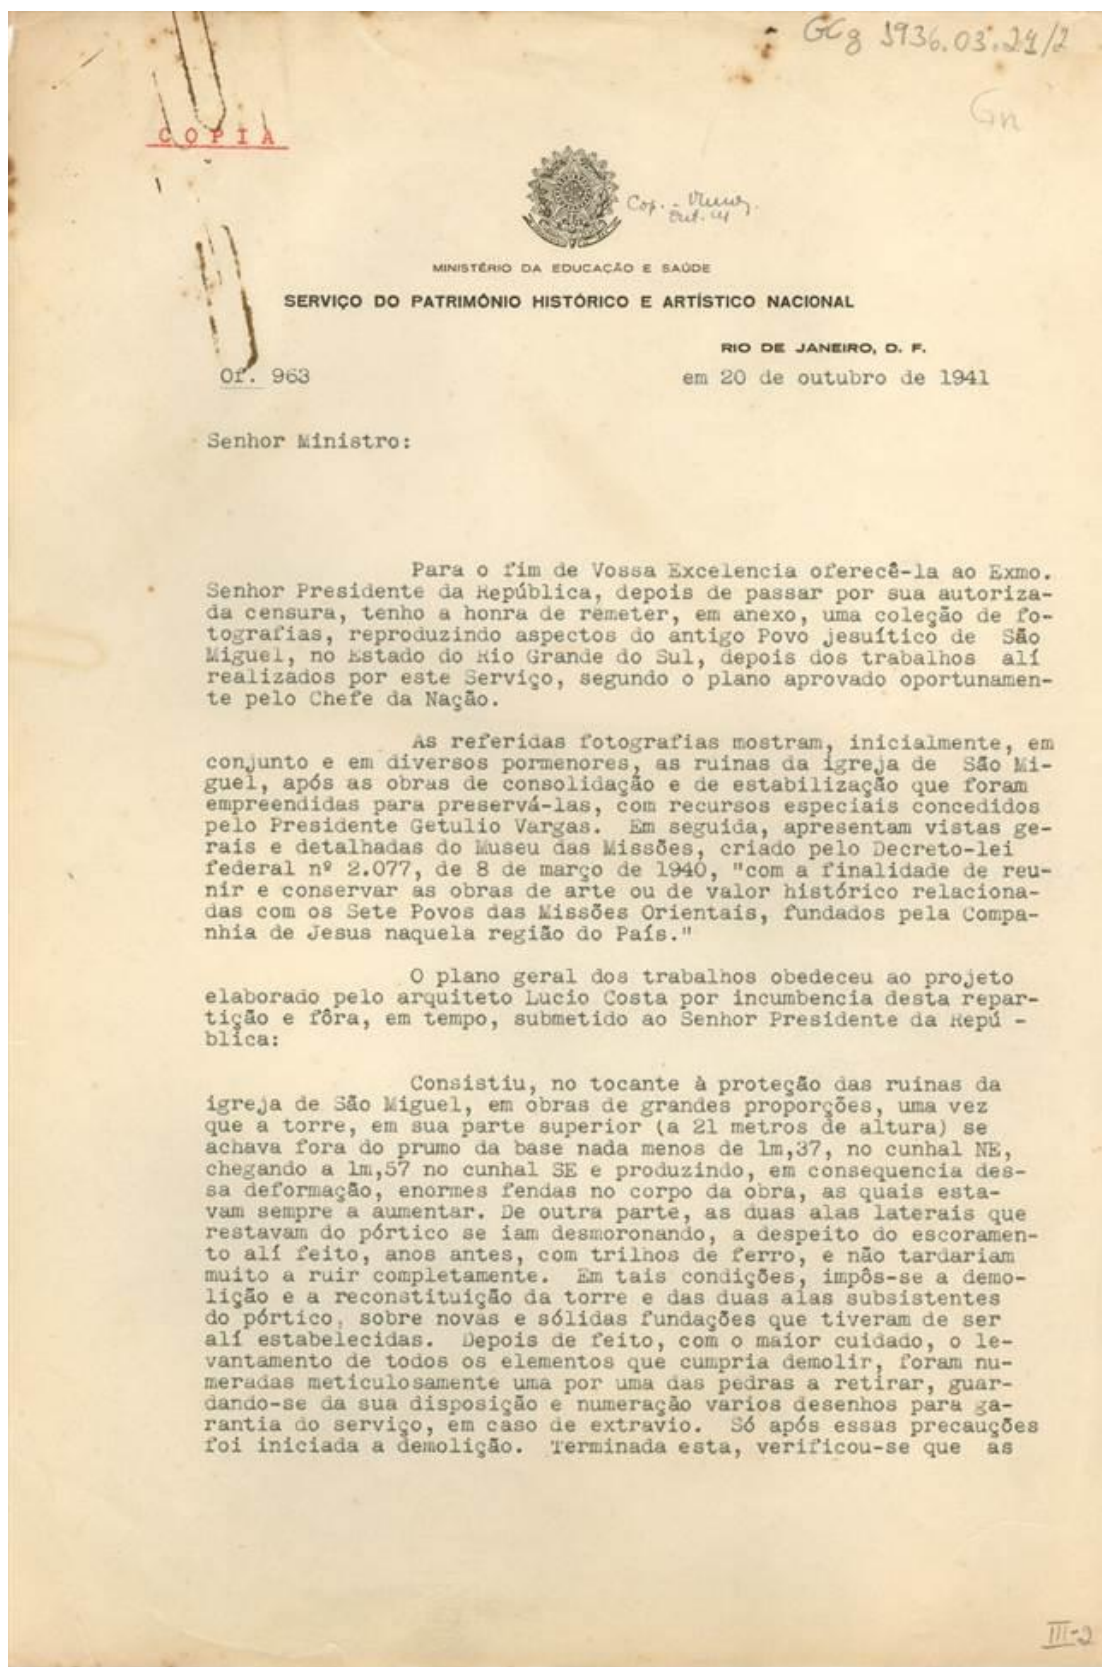 GCg 1936.03.24/2
Gn
COPIA
Cop.
MINISTÉRIO DA EDUCAÇÃO E SAÚDE
SERVIÇO DO PATRIMÔNIO HISTÓRICO E ARTÍSTICO NACIONAL
RIO DE JANEIRO, D. F.
Of. 963
em 20 de outubro de 1941
Senhor Ministro:
Para o fim de Vossa Excelencia oferecê-la ao Exmo.
Senhor Presidente da República, depois de passar por sua autoriza-
da censura, tenho a honra de remeter, em anexo, uma coleção de fo-
tografias, reproduzindo aspectos do antigo Povo jesuítico de São
Miguel, no Estado do Rio Grande do Sul, depois dos trabalhos alí
realizados por este Serviço, segundo o plano aprovado oportunamen-
te pelo Chefe da Nação.
As referidas fotografias mostram, inicialmente, em
conjunto e em diversos pormenores, as ruinas da igreja de São Mi-
guel, após as obras de consolidação e de estabilização que foram
empreendidas para preservá-las, com recursos especiais concedidos
pelo Presidente Getulio Vargas. Em seguida, apresentam vistas ge-
rais e detalhadas do Museu das Missões, criado pelo Decreto-lei
federal nº 2.077, de 8 de março de 1940, "com a finalidade de reu-
nir e conservar as obras de arte ou de valor histórico relaciona-
das com os Sete Povos das Missões Orientais, fundados pela Compa-
nhia de Jesus naquela região do País."
O plano geral dos trabalhos obedeceu ao projeto
elaborado pelo arquiteto Lucio Costa por incumbencia desta repar-
tição e fôra, em tempo, submetido ao Senhor Presidente da Repú -
blica:
Consistiu, no tocante à proteção das ruinas da
igreja de São Miguel, em obras de grandes proporções, uma vez
que a torre, em sua parte superior (a 21 metros de altura) se
achava fora do prumo da base nada menos de 1m,37, no cunhal NE,
chegando a 1m,57 no cunhal SE e produzindo, em consequencia des-
sa deformação, enormes fendas no corpo da obra, as quais esta-
vam sempre a aumentar. De outra parte, as duas alas laterais que
restavam do pórtico se iam desmoronando, a despeito do escoramen-
to alí feito, anos antes, com trilhos de ferro, e não tardariam
muito a ruir completamente. Em tais condições, impôs-se a demo-
lição e a reconstituição da torre e das duas alas subsistentes
do pórtico, sobre novas e sólidas fundações que tiveram de ser
alí estabelecidas. Depois de feito, com o maior cuidado, o le-
vantamento de todos os elementos que cumpria demolir, foram nu-
meradas meticulosamente uma por uma das pedras a retirar, guar-
dando-se da sua disposição e numeração varios desenhos para ga-
rantia do serviço, em caso de extravio. Só após essas precauções
foi iniciada a demolição. Terminada esta, verificou-se que as
III-2